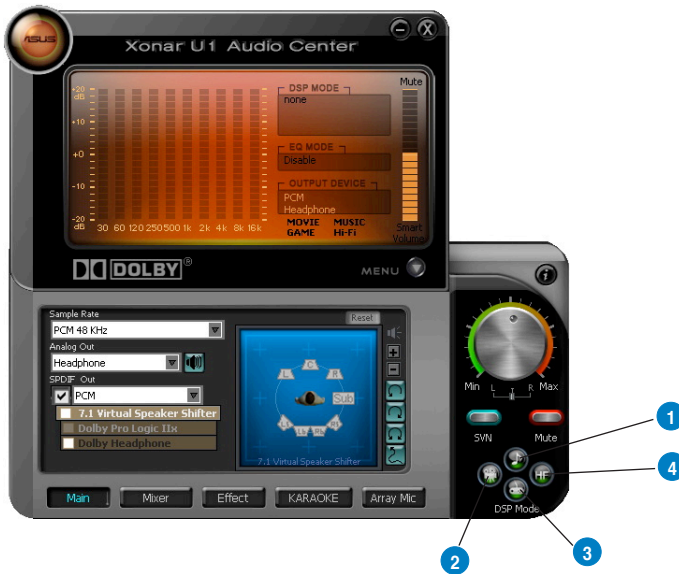 ASUS
Xonar U1 Audio Center
+20
dB
+10
+0
-10
-20
dB
30 60 120 250 500 1k 2k 4k 8k 16k
DSP MODE
none
EQ MODE
Disable
OUTPUT DEVICE
PCM
Headphone
MOVIE MUSIC
GAME Hi-Fi
Mute
Smart
Volume
DOLBY®
MENU
Sample Rate
PCM 48 KHz
Analog Out
Headphone
SPDIF Out
PCM
7.1 Virtual Speaker Shifter
Dolby Pro Logic IIx
Dolby Headphone
Reset
L C R
Sub
Ls Lb Rb Rs
7.1 Virtual Speaker Shifter
Main Mixer Effect KARAOKE Array Mic
i
Min L T R Max
SVN Mute
HF
DSP Mode
1
4
3
2